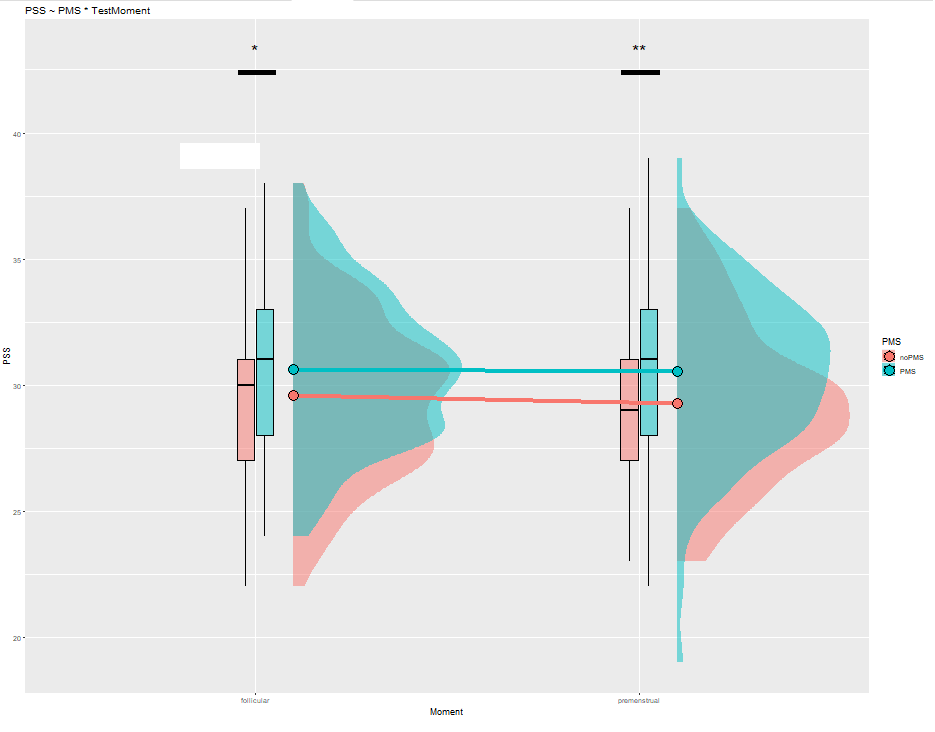 PSS ~ PMS * TestMoment
* **
40
35
30
25
20
PSS
follicular premenstrual
Moment
PMS
noPMS
PMS